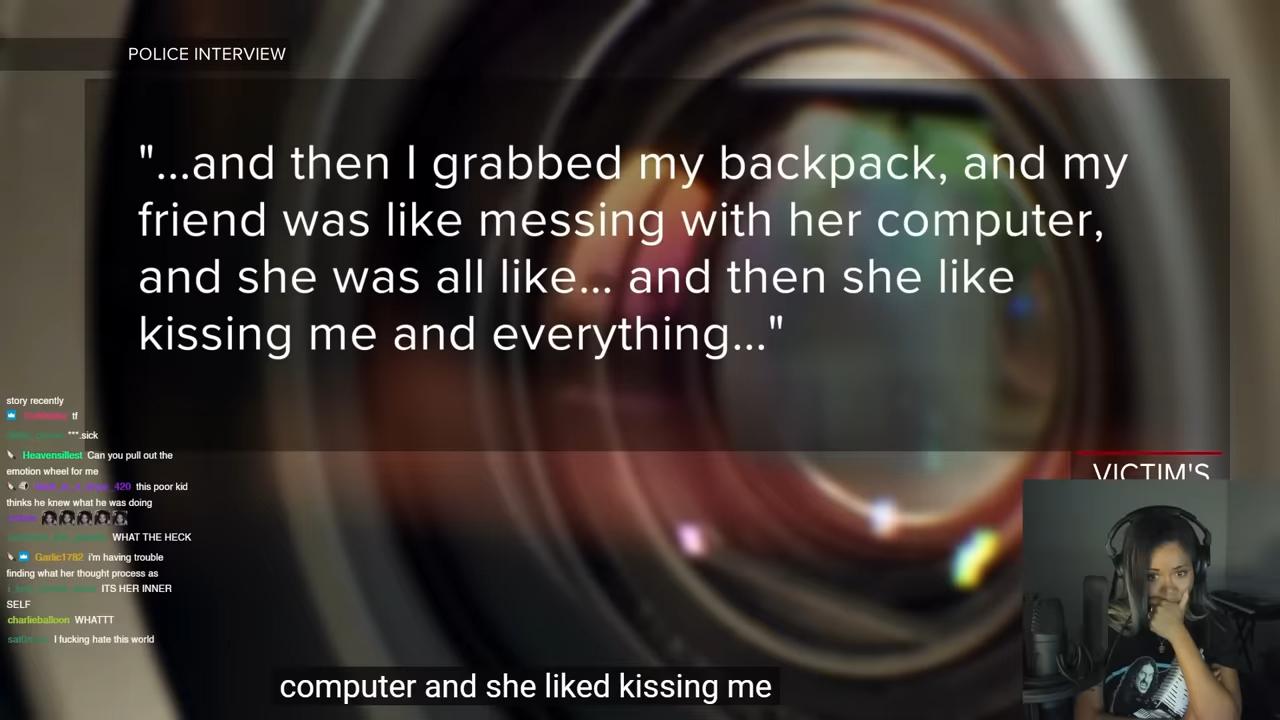 POLICE INTERVIEW
"...and then I grabbed my backpack, and my
friend was like messing with her computer,
and she was all like... and then she like
kissing me and everything..."
VICTIM'S
story recently
tf
***.sick
Heavensillest Can you pull out the
emotion wheel for me
this poor kid
thinks he knew what he was doing
WHAT THE HECK
Garlic1782 i'm having trouble
finding what her thought process as
ITS HER INNER
SELF
charlieballoon WHATTT
I fucking hate this world
computer and she liked kissing me